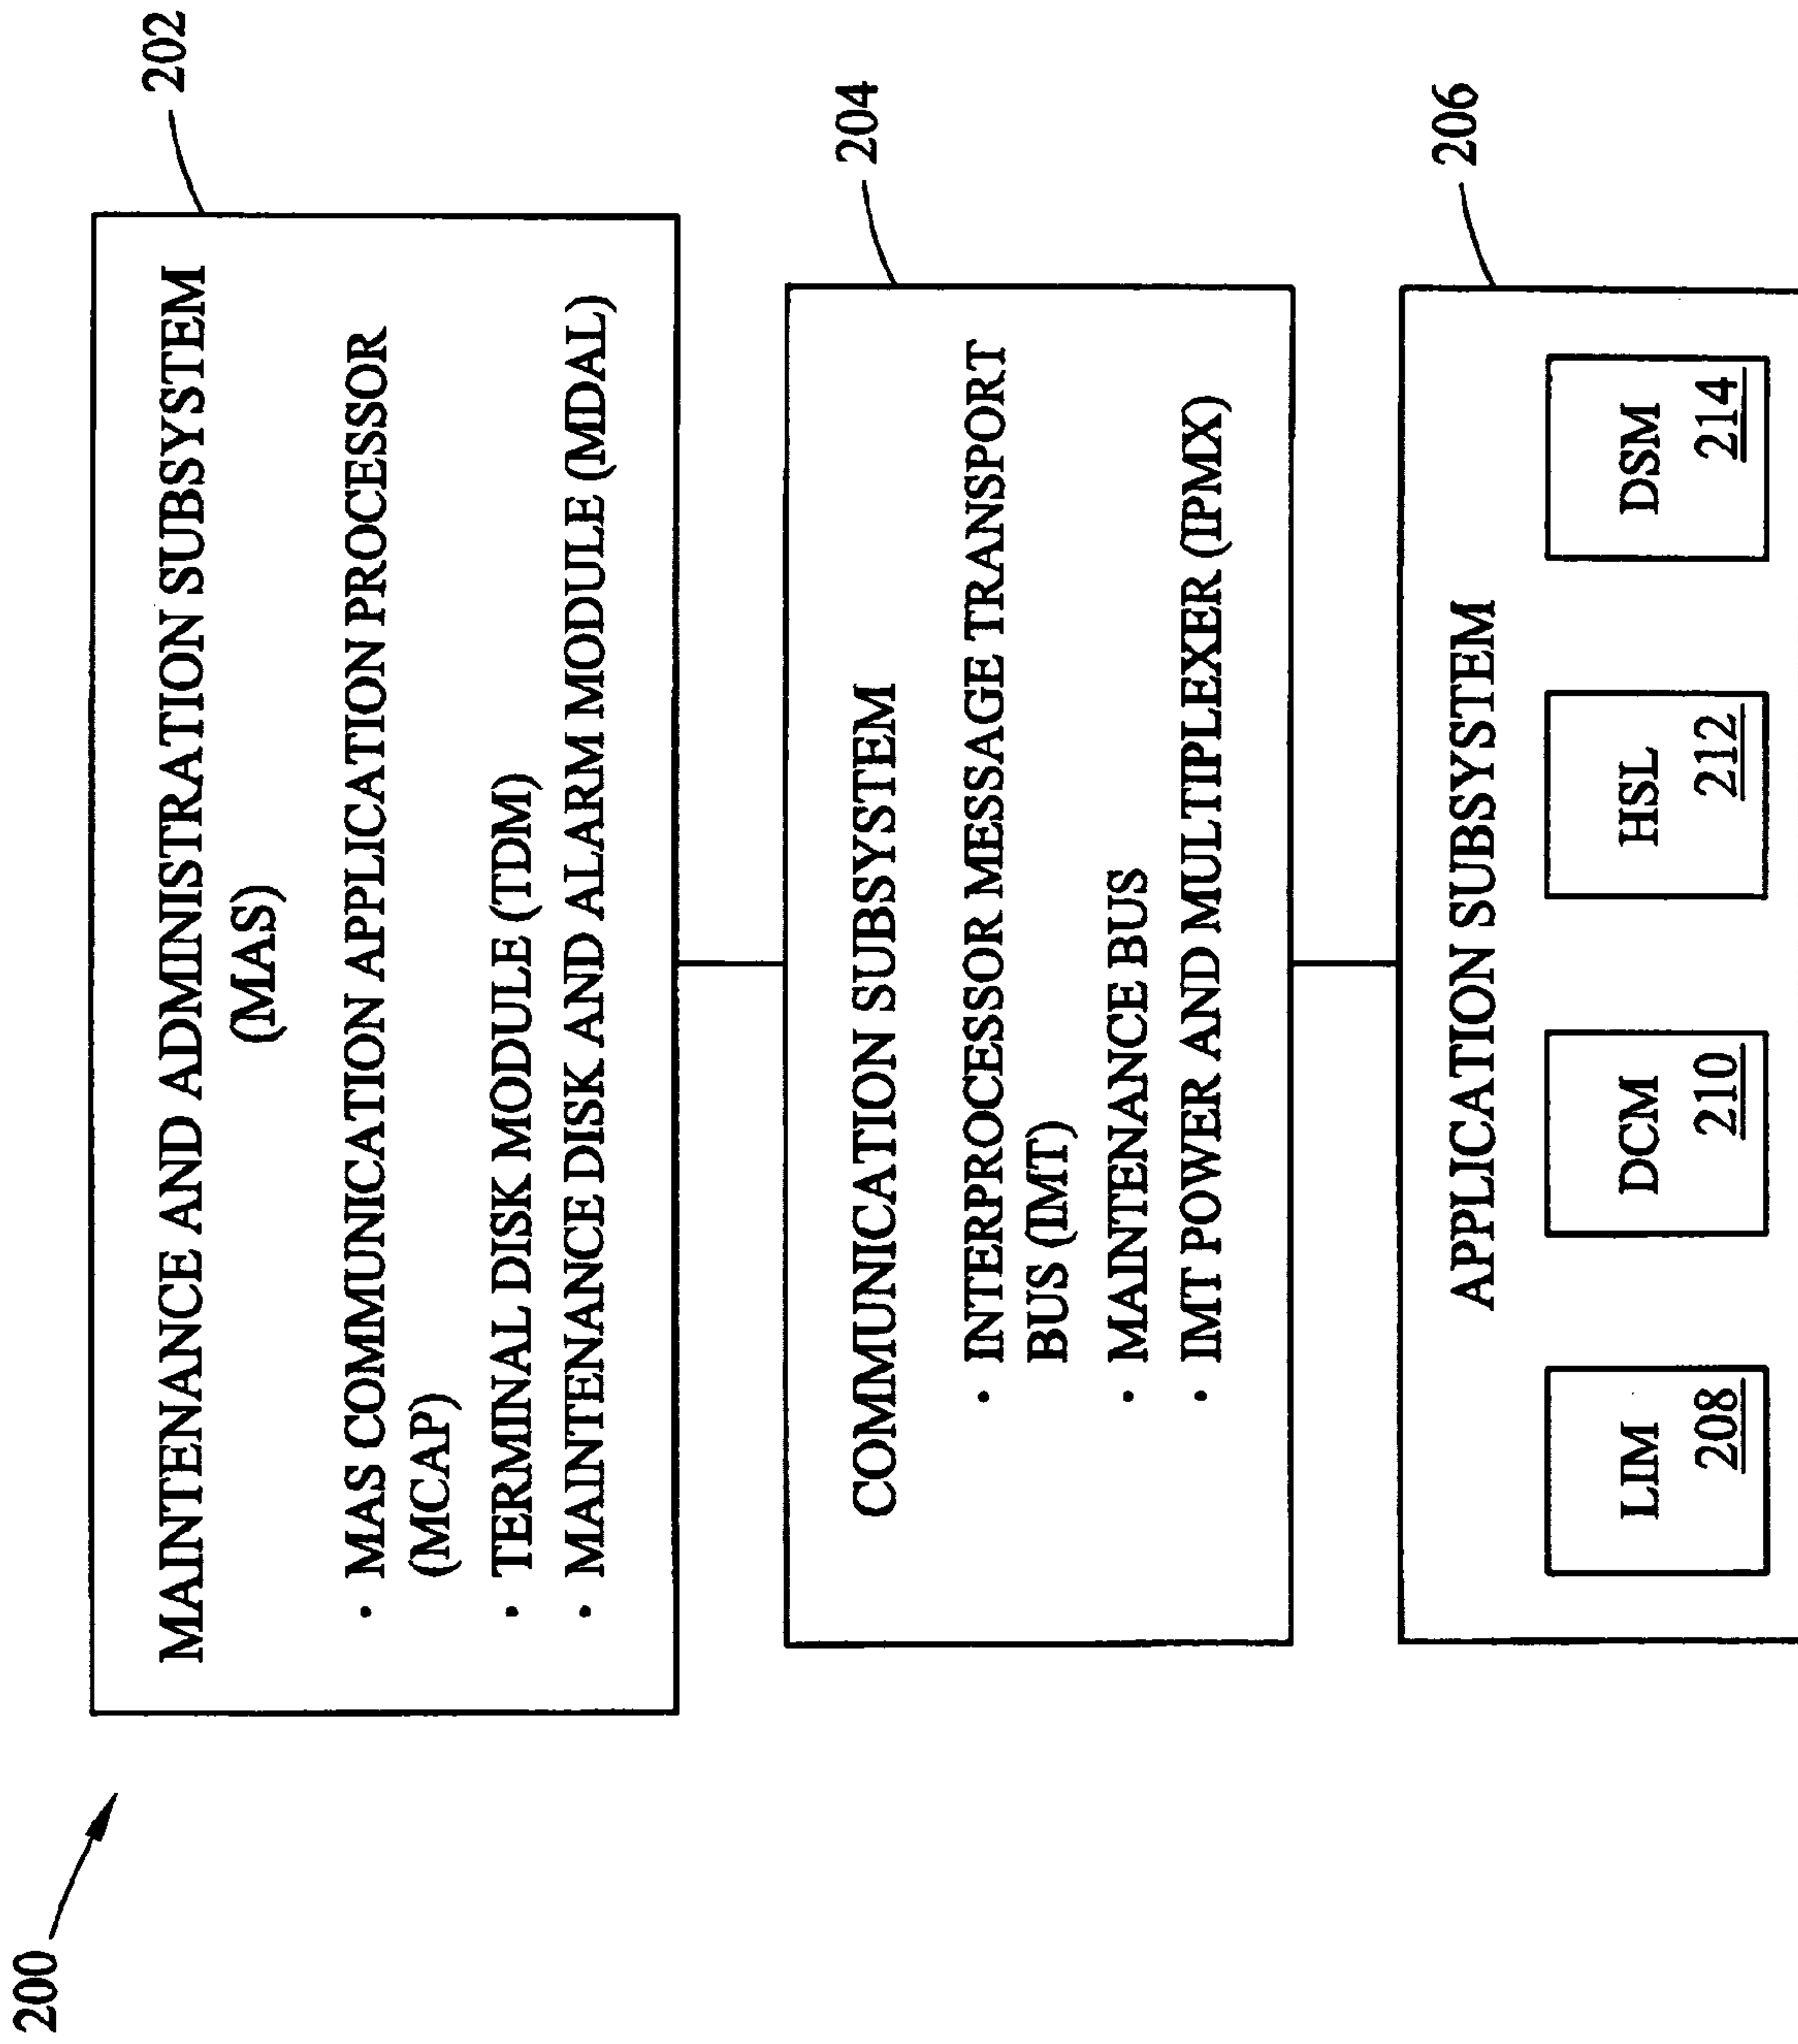 200
202
MAINTENANCE AND ADMINISTRATION SUBSYSTEM
(MAS)
· MAS COMMUNICATION APPLICATION PROCESSOR
(MCAP)
· TERMINAL DISK MODULE (TDM)
· MAINTENANCE DISK AND ALARM MODULE (MDAL)
204
COMMUNICATION SUBSYSTEM
· INTERPROCESSOR MESSAGE TRANSPORT
BUS (IMT)
· MAINTENANCE BUS
· IMT POWER AND MULTIPLEXER (IPMX)
206
APPLICATION SUBSYSTEM
LIM
208
DCM
210
HSL
212
DSM
214